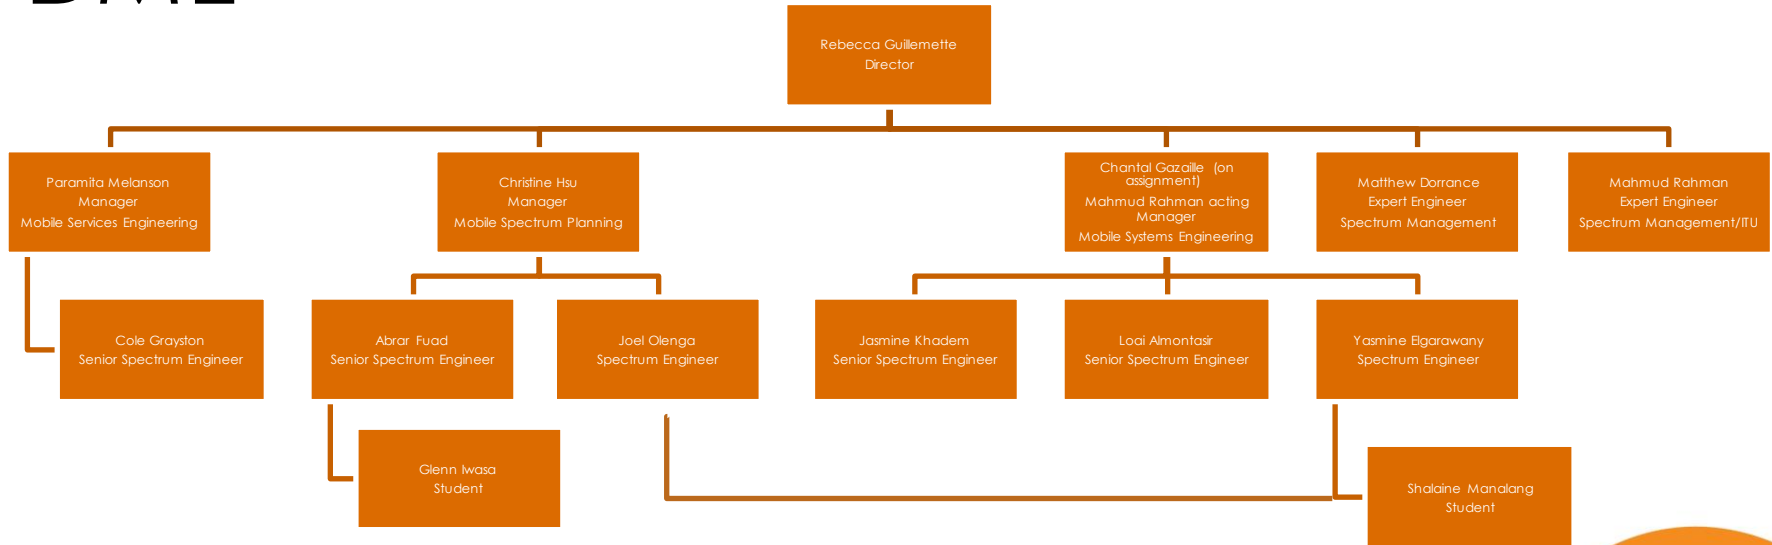 Rebecca Guillemette
Director
Paramita Melanson
Manager
Mobile Services Engineering
Christine Hsu
Manager
Mobile Spectrum Planning
Chantal Gazaille (on
assignment)
Mahmud Rahman acting
Manager
Mobile Systems Engineering
Matthew Dorrance
Expert Engineer
Spectrum Management
Mahmud Rahman
Expert Engineer
Spectrum Management/ITU
Cole Grayston
Senior Spectrum Engineer
Abrar Fuad
Senior Spectrum Engineer
Joel Olenga
Spectrum Engineer
Jasmine Khadem
Senior Spectrum Engineer
Loai Almontasir
Senior Spectrum Engineer
Yasmine Elgarawany
Spectrum Engineer
Glenn Iwasa
Student
Shalaine Manalang
Student